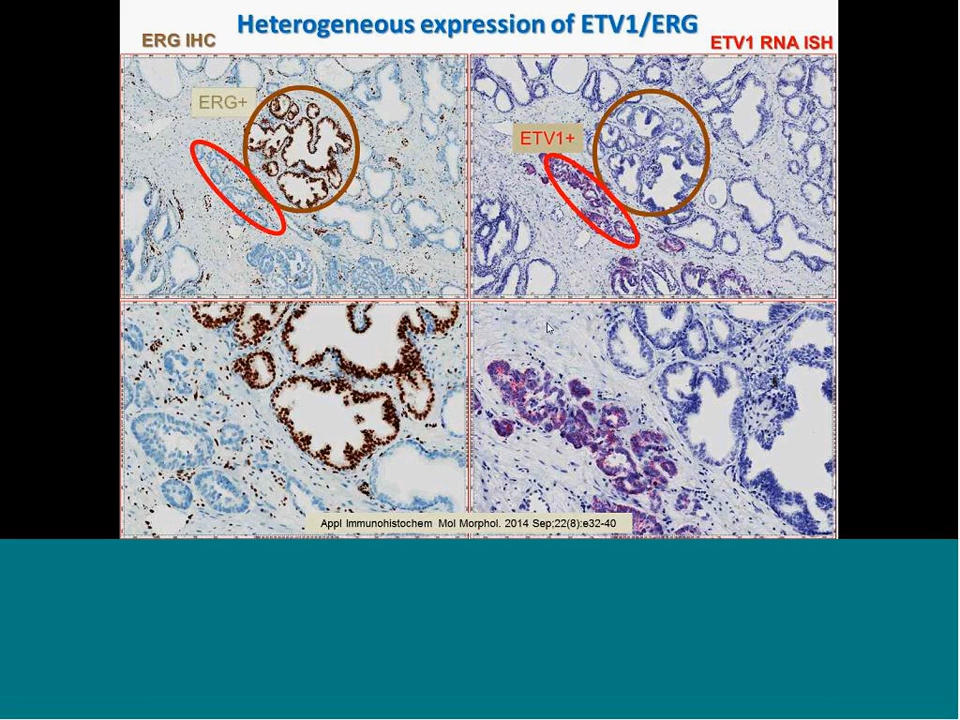 Heterogeneous expression of ETV1/ERG
ERG IHC
ETV1 RNA ISH
ERG+
ETV1+
Appl Immunohistochem Mol Morphol. 2014 Sep;22(8):e32-40